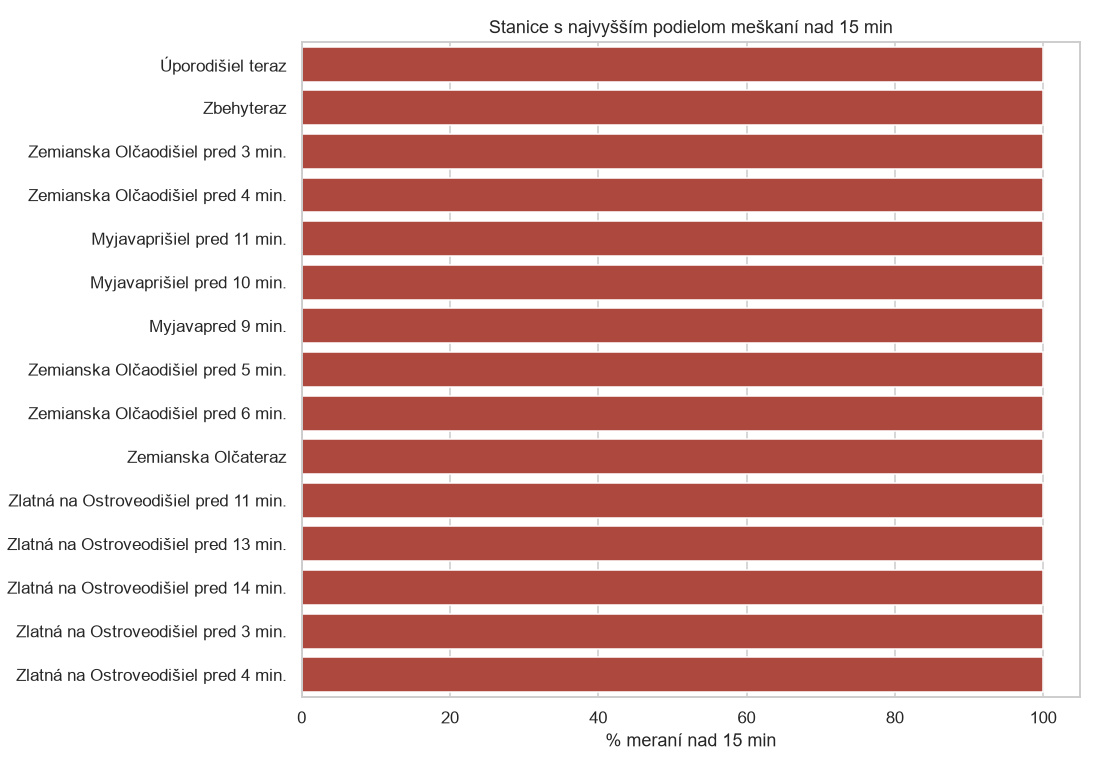 Stanice s najvyšším podielom meškaní nad 15 min
Úporodišiel teraz
Zbehyteraz
Zemianska Olčaodišiel pred 3 min.
Zemianska Olčaodišiel pred 4 min.
Myjavaprišiel pred 11 min.
Myjavaprišiel pred 10 min.
Myjavapred 9 min.
Zemianska Olčaodišiel pred 5 min.
Zemianska Olčaodišiel pred 6 min.
Zemianska Olčateraz
Zlatná na Ostroveodišiel pred 11 min.
Zlatná na Ostroveodišiel pred 13 min.
Zlatná na Ostroveodišiel pred 14 min.
Zlatná na Ostroveodišiel pred 3 min.
Zlatná na Ostroveodišiel pred 4 min.
0 20 40 60 80 100
% meraní nad 15 min